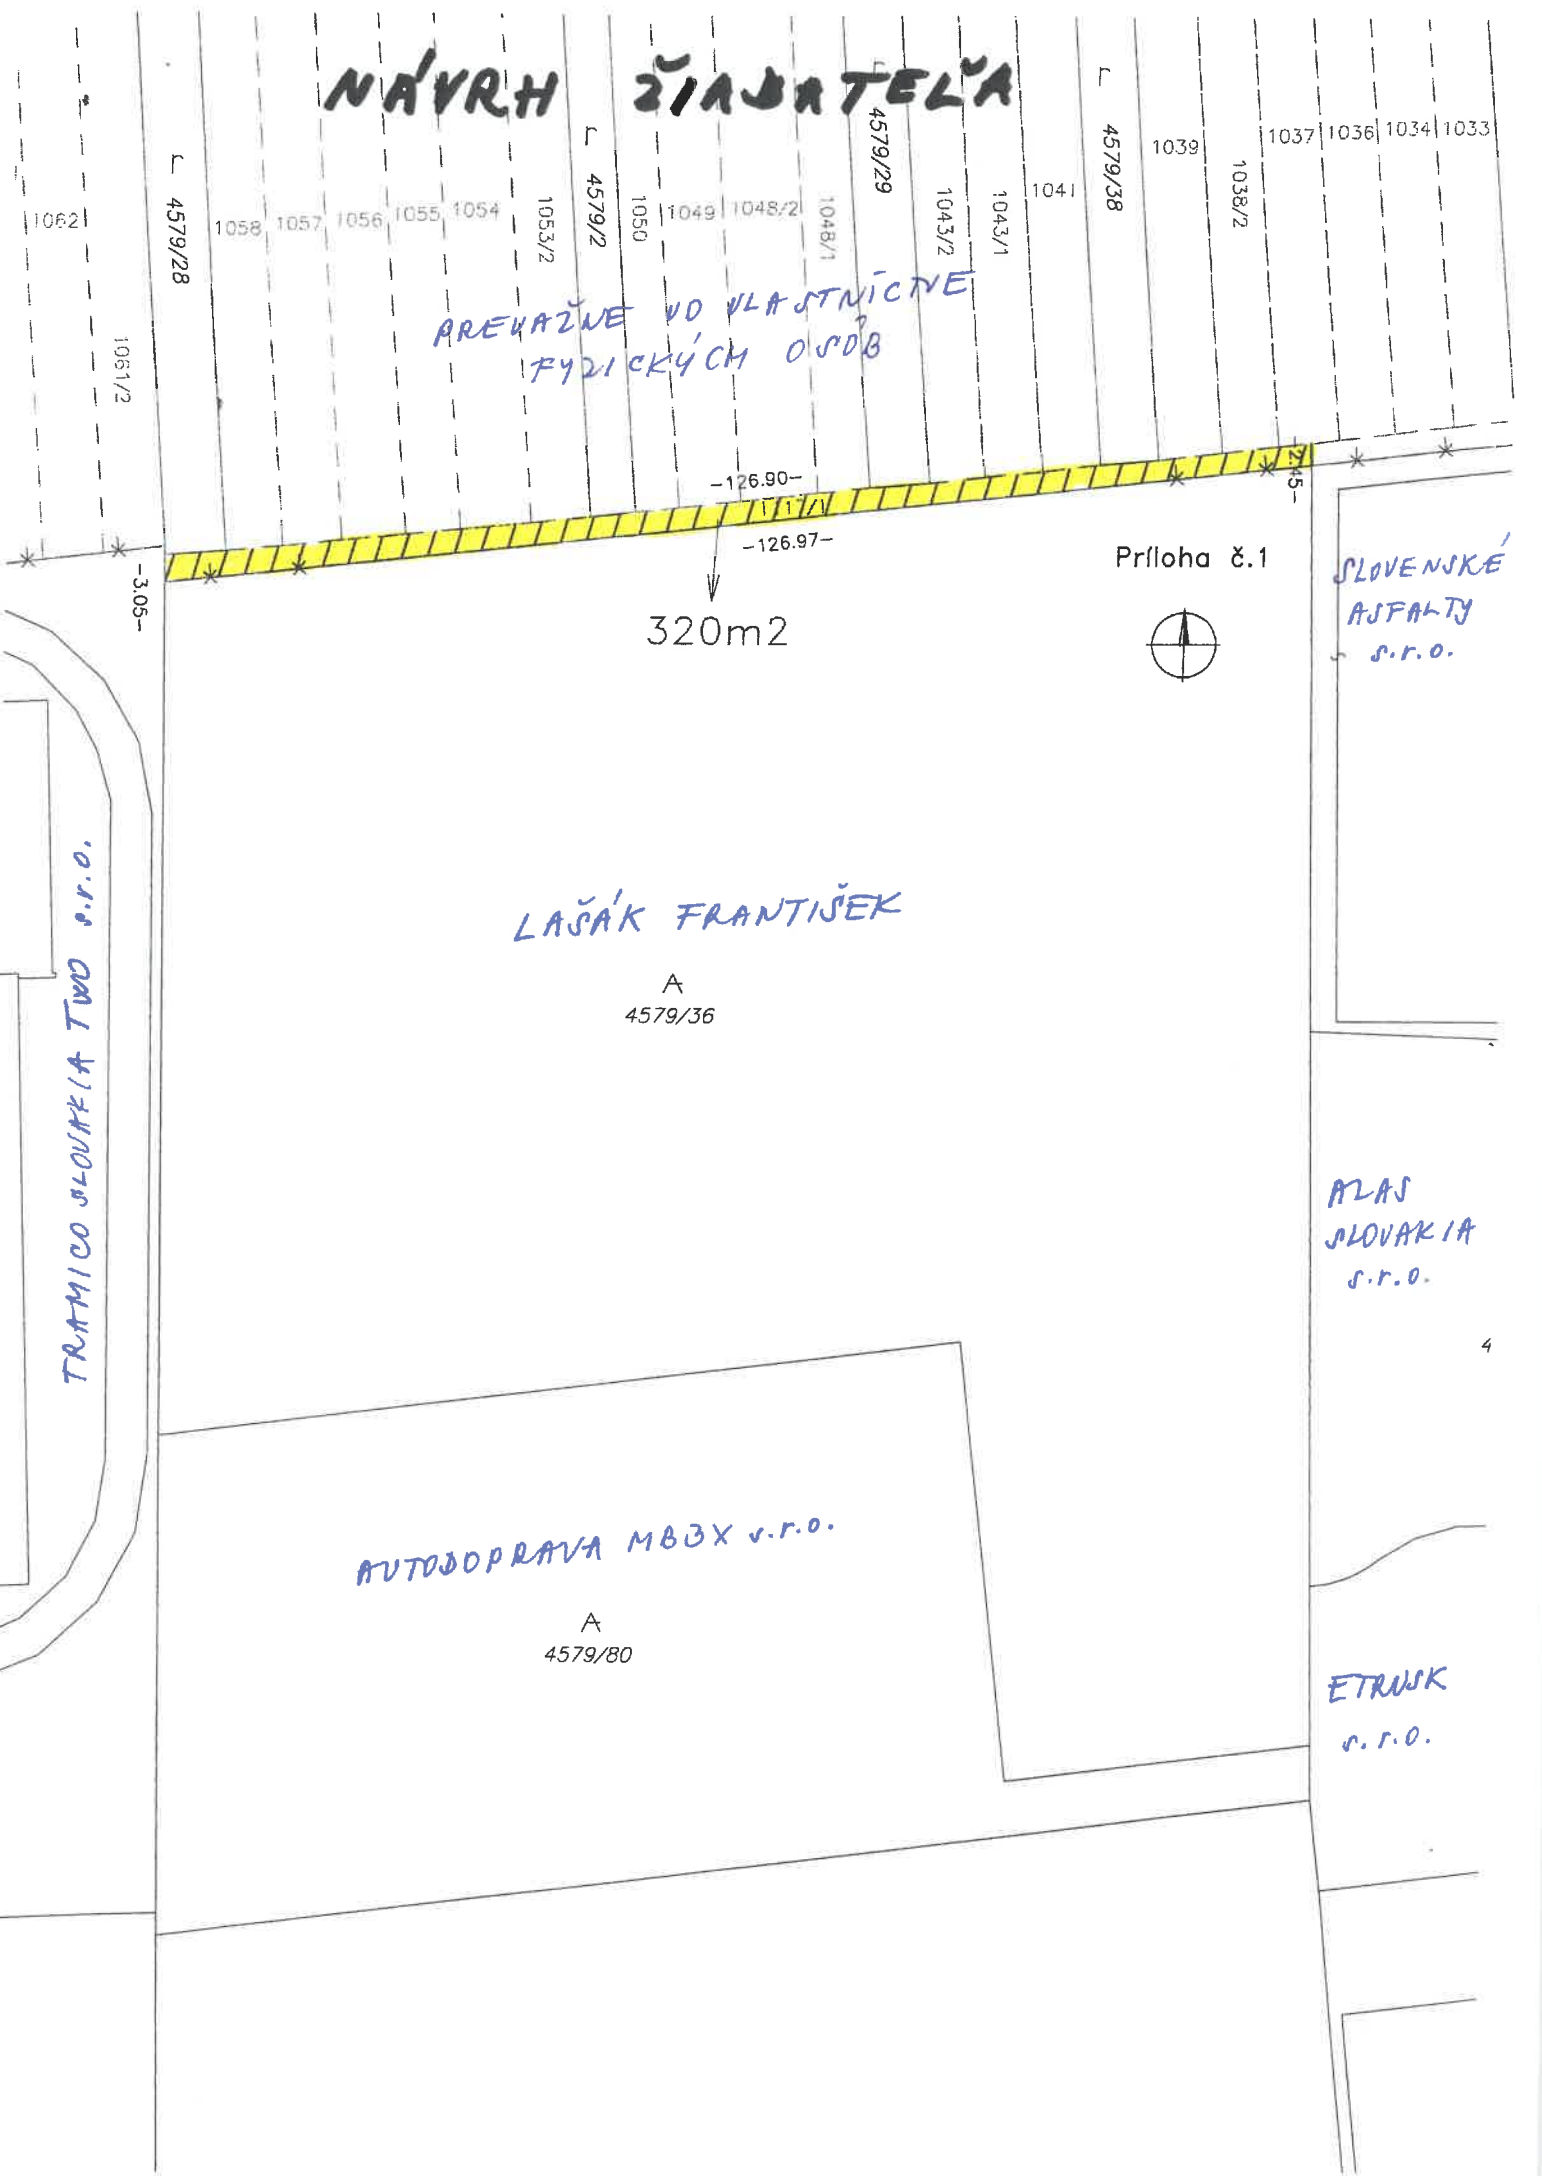 NÁVRH ŽIADATEĽA
1062
1061/2
4579/28
1058
1057
1056
1055
1054
1053/2
4579/2
1050
1049
1048/2
1048/1
4579/29
1043/2
1043/1
1041
4579/38
1039
1038/2
1037
1036
1034
1033
PREVAŽNE VO VLASTNÍCTVE
FYZICKÝCH OSÔB
-126.90-
-126.97-
-2.45-
-3.05-
320m2
Príloha č.1
SLOVENSKÉ
ASFALTY
s.r.o.
TRAMICO SLOVAKIA TWO s.r.o.
LAŠÁK FRANTIŠEK
A
4579/36
ALAS
SLOVAKIA
s.r.o.
4
AUTODOPRAVA MB3X s.r.o.
A
4579/80
ETRUSK
s.r.o.